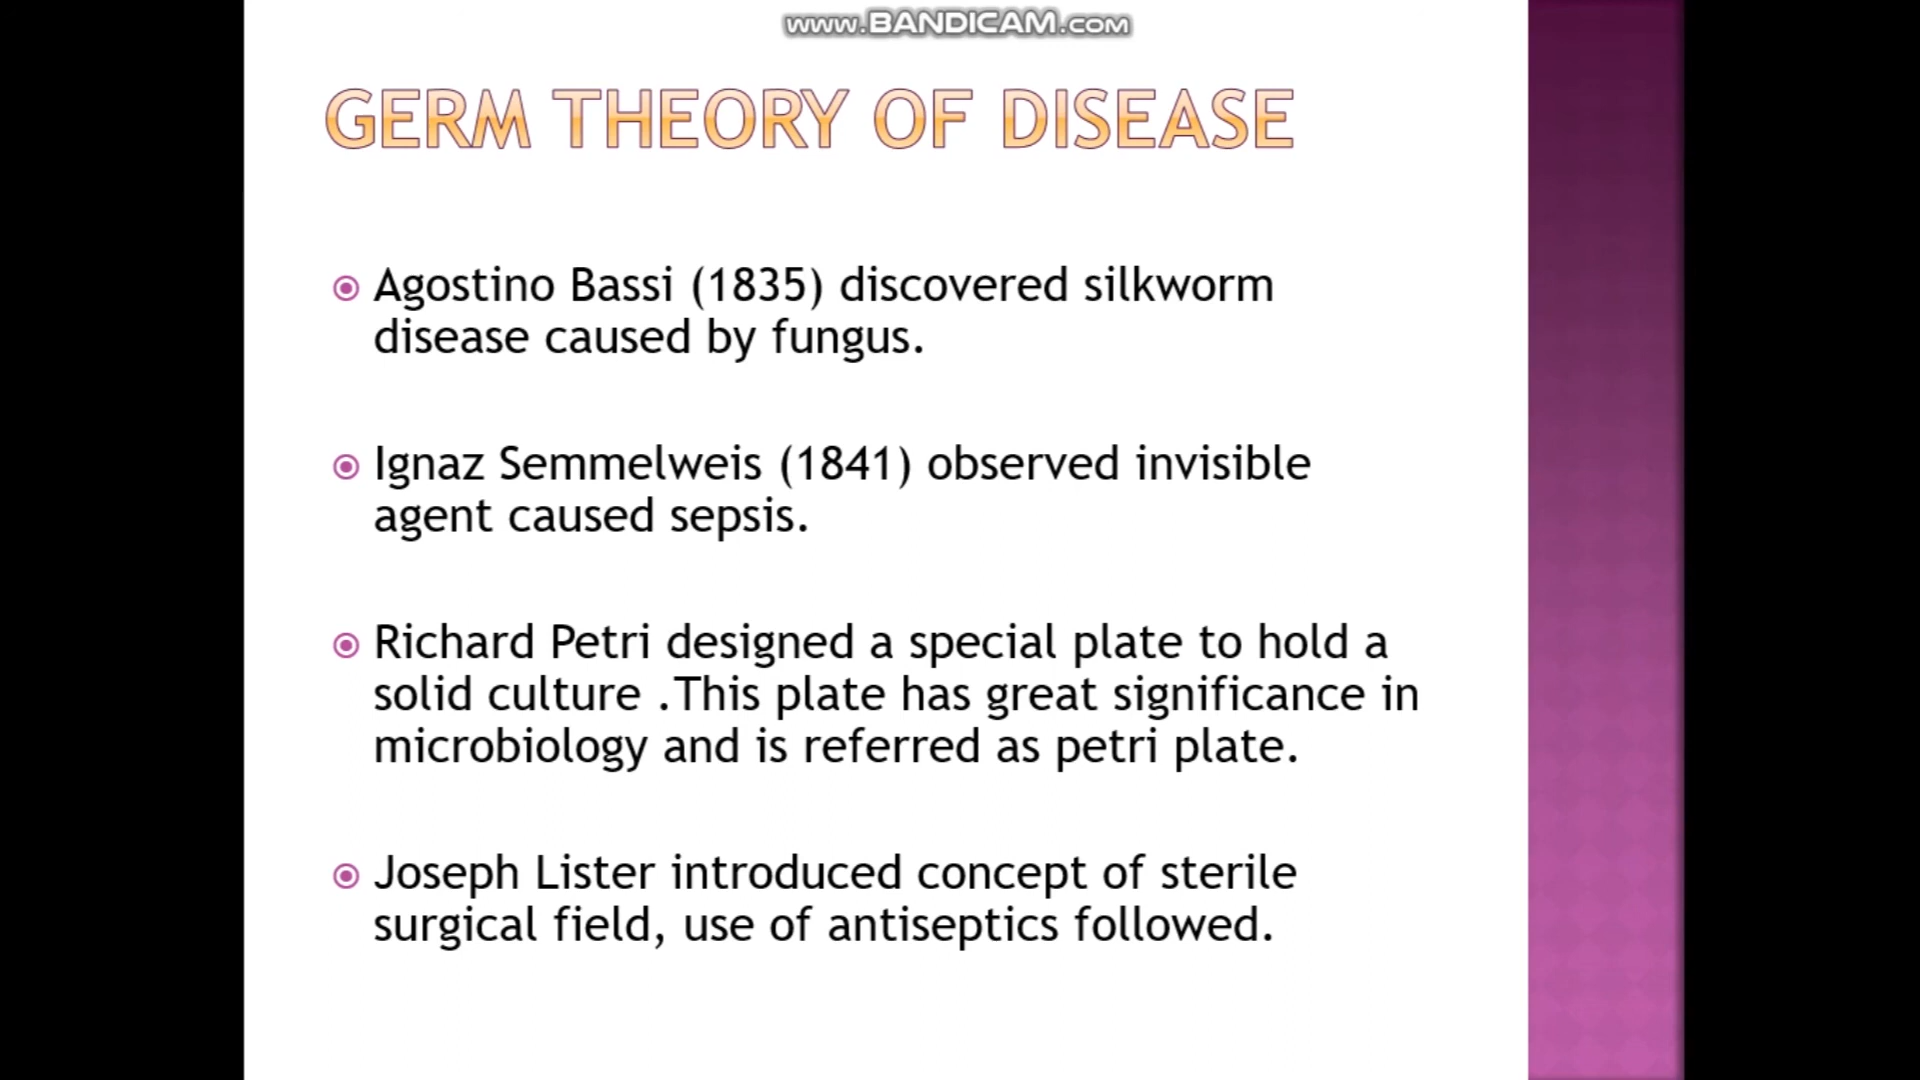 www.BANDICAM.com
GERM THEORY OF DISEASE
Agostino Bassi (1835) discovered silkworm
disease caused by fungus.
Ignaz Semmelweis (1841) observed invisible
agent caused sepsis.
Richard Petri designed a special plate to hold a
solid culture .This plate has great significance in
microbiology and is referred as petri plate.
Joseph Lister introduced concept of sterile
surgical field, use of antiseptics followed.